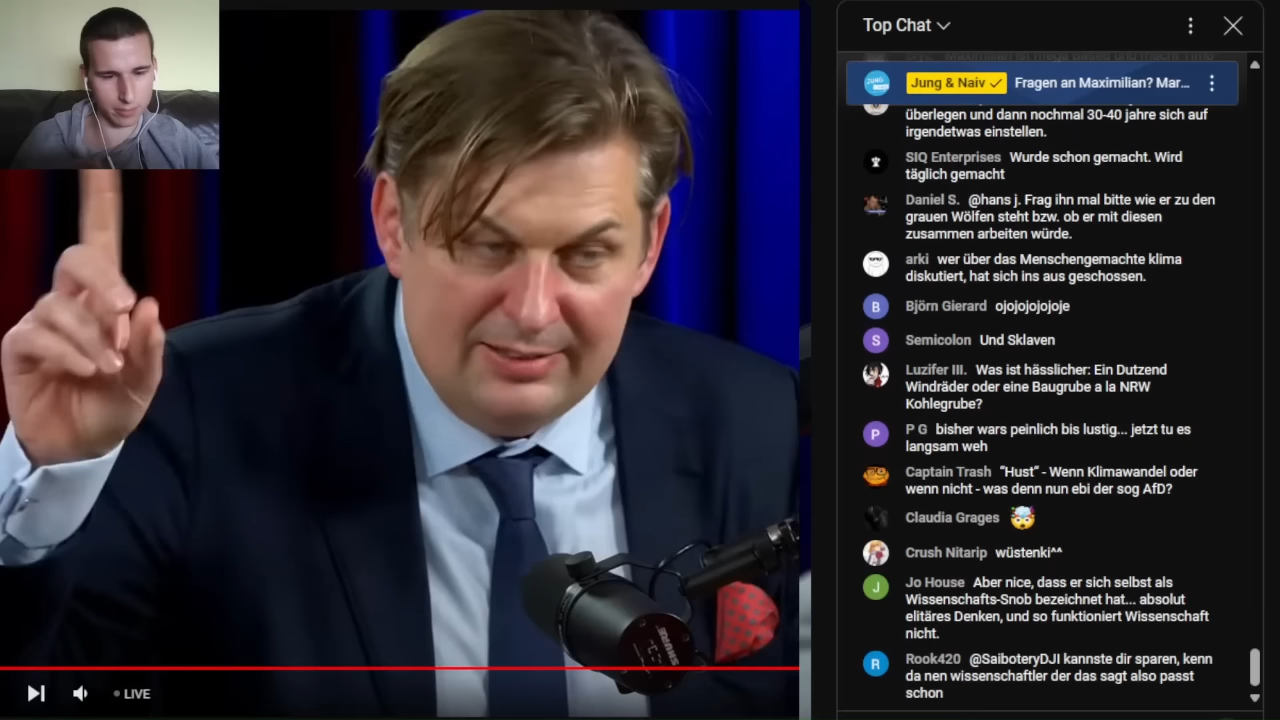 Top Chat
Jung & Naiv Fragen an Maximilian? Mar...
überlegen und dann nochmal 30-40 jahre sich auf
irgendetwas einstellen.
SIQ Enterprises Wurde schon gemacht. Wird
täglich gemacht
Daniel S. @hans j. Frag ihn mal bitte wie er zu den
grauen Wölfen steht bzw. ob er mit diesen
zusammen arbeiten würde.
arki wer über das Menschengemachte klima
diskutiert, hat sich ins aus geschossen.
B Björn Gierard ojojojojojoje
S Semicolon Und Sklaven
Luzifer III. Was ist hässlicher: Ein Dutzend
Windräder oder eine Baugrube a la NRW
Kohlegrube?
P P G bisher wars peinlich bis lustig... jetzt tu es
langsam weh
Captain Trash “Hust“ - Wenn Klimawandel oder
wenn nicht - was denn nun ebi der sog AfD?
Claudia Grages 🤯
Crush Nitarip wüstenki^^
J Jo House Aber nice, dass er sich selbst als
Wissenschafts-Snob bezeichnet hat... absolut
elitäres Denken, und so funktioniert Wissenschaft
nicht.
R Rook420 @SaiboteryDJI kannste dir sparen, kenn
da nen wissenschaftler der das sagt also passt
schon
SHURE
LIVE